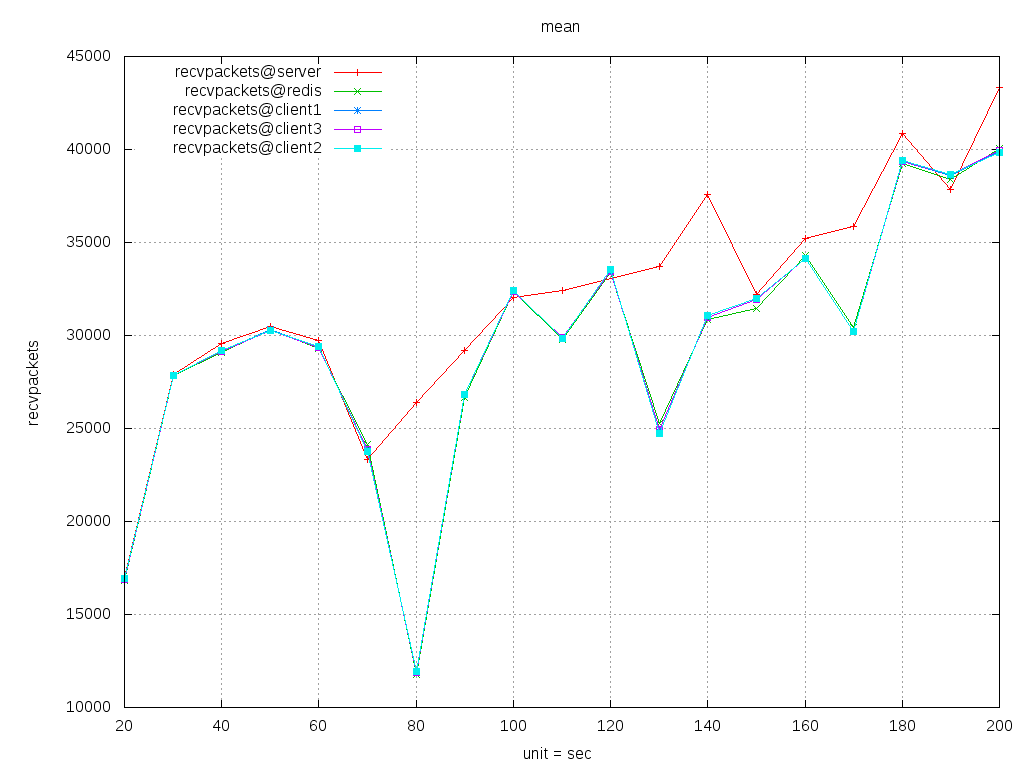 mean
45000
40000
35000
30000
25000
20000
15000
10000
recvpackets
recvpackets@server
recvpackets@redis
recvpackets@client1
recvpackets@client3
recvpackets@client2
20 40 60 80 100 120 140 160 180 200
unit = sec